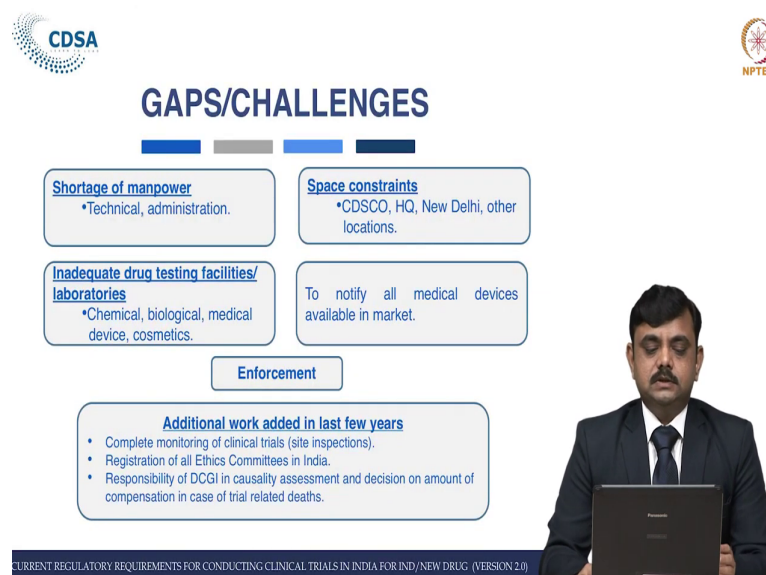 CDSA
NPTE
GAPS/CHALLENGES
Shortage of manpower
•Technical, administration.
Space constraints
•CDSCO, HQ, New Delhi, other
locations.
Inadequate drug testing facilities/
laboratories
•Chemical, biological, medical
device, cosmetics.
To notify all medical devices
available in market.
Enforcement
Additional work added in last few years
• Complete monitoring of clinical trials (site inspections).
• Registration of all Ethics Committees in India.
• Responsibility of DCGI in causality assessment and decision on amount of
compensation in case of trial related deaths.
Panasonic
CURRENT REGULATORY REQUIREMENTS FOR CONDUCTING CLINICAL TRIALS IN INDIA FOR IND/NEW DRUG (VERSION 2.0)